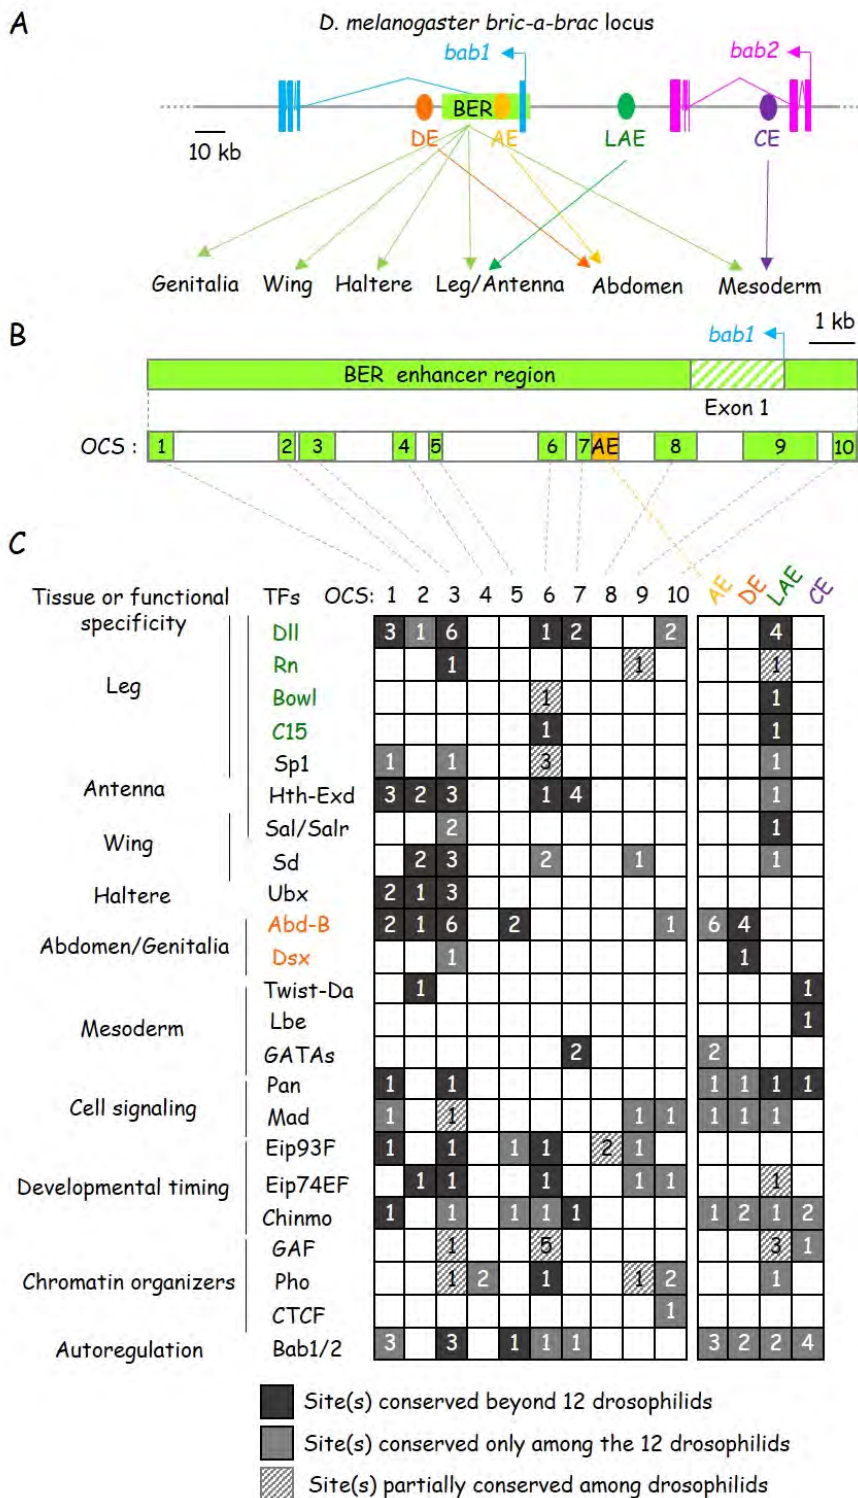 A
D. melanogaster bric-a-brac locus
bab1
bab2
BER
10 kb
DE
AE
LAE
CE
Genitalia Wing Haltere Leg/Antenna Abdomen Mesoderm
B
1 kb
bab1
BER enhancer region
Exon 1
OCS : 1 2 3 4 5 6 7 AE 8 9 10
C
Tissue or functional specificity
TFs OCS: 1 2 3 4 5 6 7 8 9 10 AE DE LAE CE
Leg
Dll 3 1 6 1 2 2 4
Rn 1 1 1
Bowl 1 1
C15 1 1
Sp1 1 1 3 1
Antenna
Hth-Exd 3 2 3 1 4 1
Wing
Sal/Salr 2 1
Sd 2 3 2 1 1
Haltere
Ubx 2 1 3
Abdomen/Genitalia
Abd-B 2 1 6 2 1 6 4
Dsx 1 1
Mesoderm
Twist-Da 1 1
Lbe 1
GATAs 2 2
Cell signaling
Pan 1 1 1 1 1 1
Mad 1 1 1 1 1 1 1
Developmental timing
Eip93F 1 1 1 1 2 1
Eip74EF 1 1 1 1 1 1
Chinmo 1 1 1 1 1 1 2 1 2
Chromatin organizers
GAF 1 5 3 1
Pho 1 2 1 1 2 1
CTCF 1
Autoregulation
Bab1/2 3 3 1 1 1 3 2 2 4
Site(s) conserved beyond 12 drosophilids
Site(s) conserved only among the 12 drosophilids
Site(s) partially conserved among drosophilids